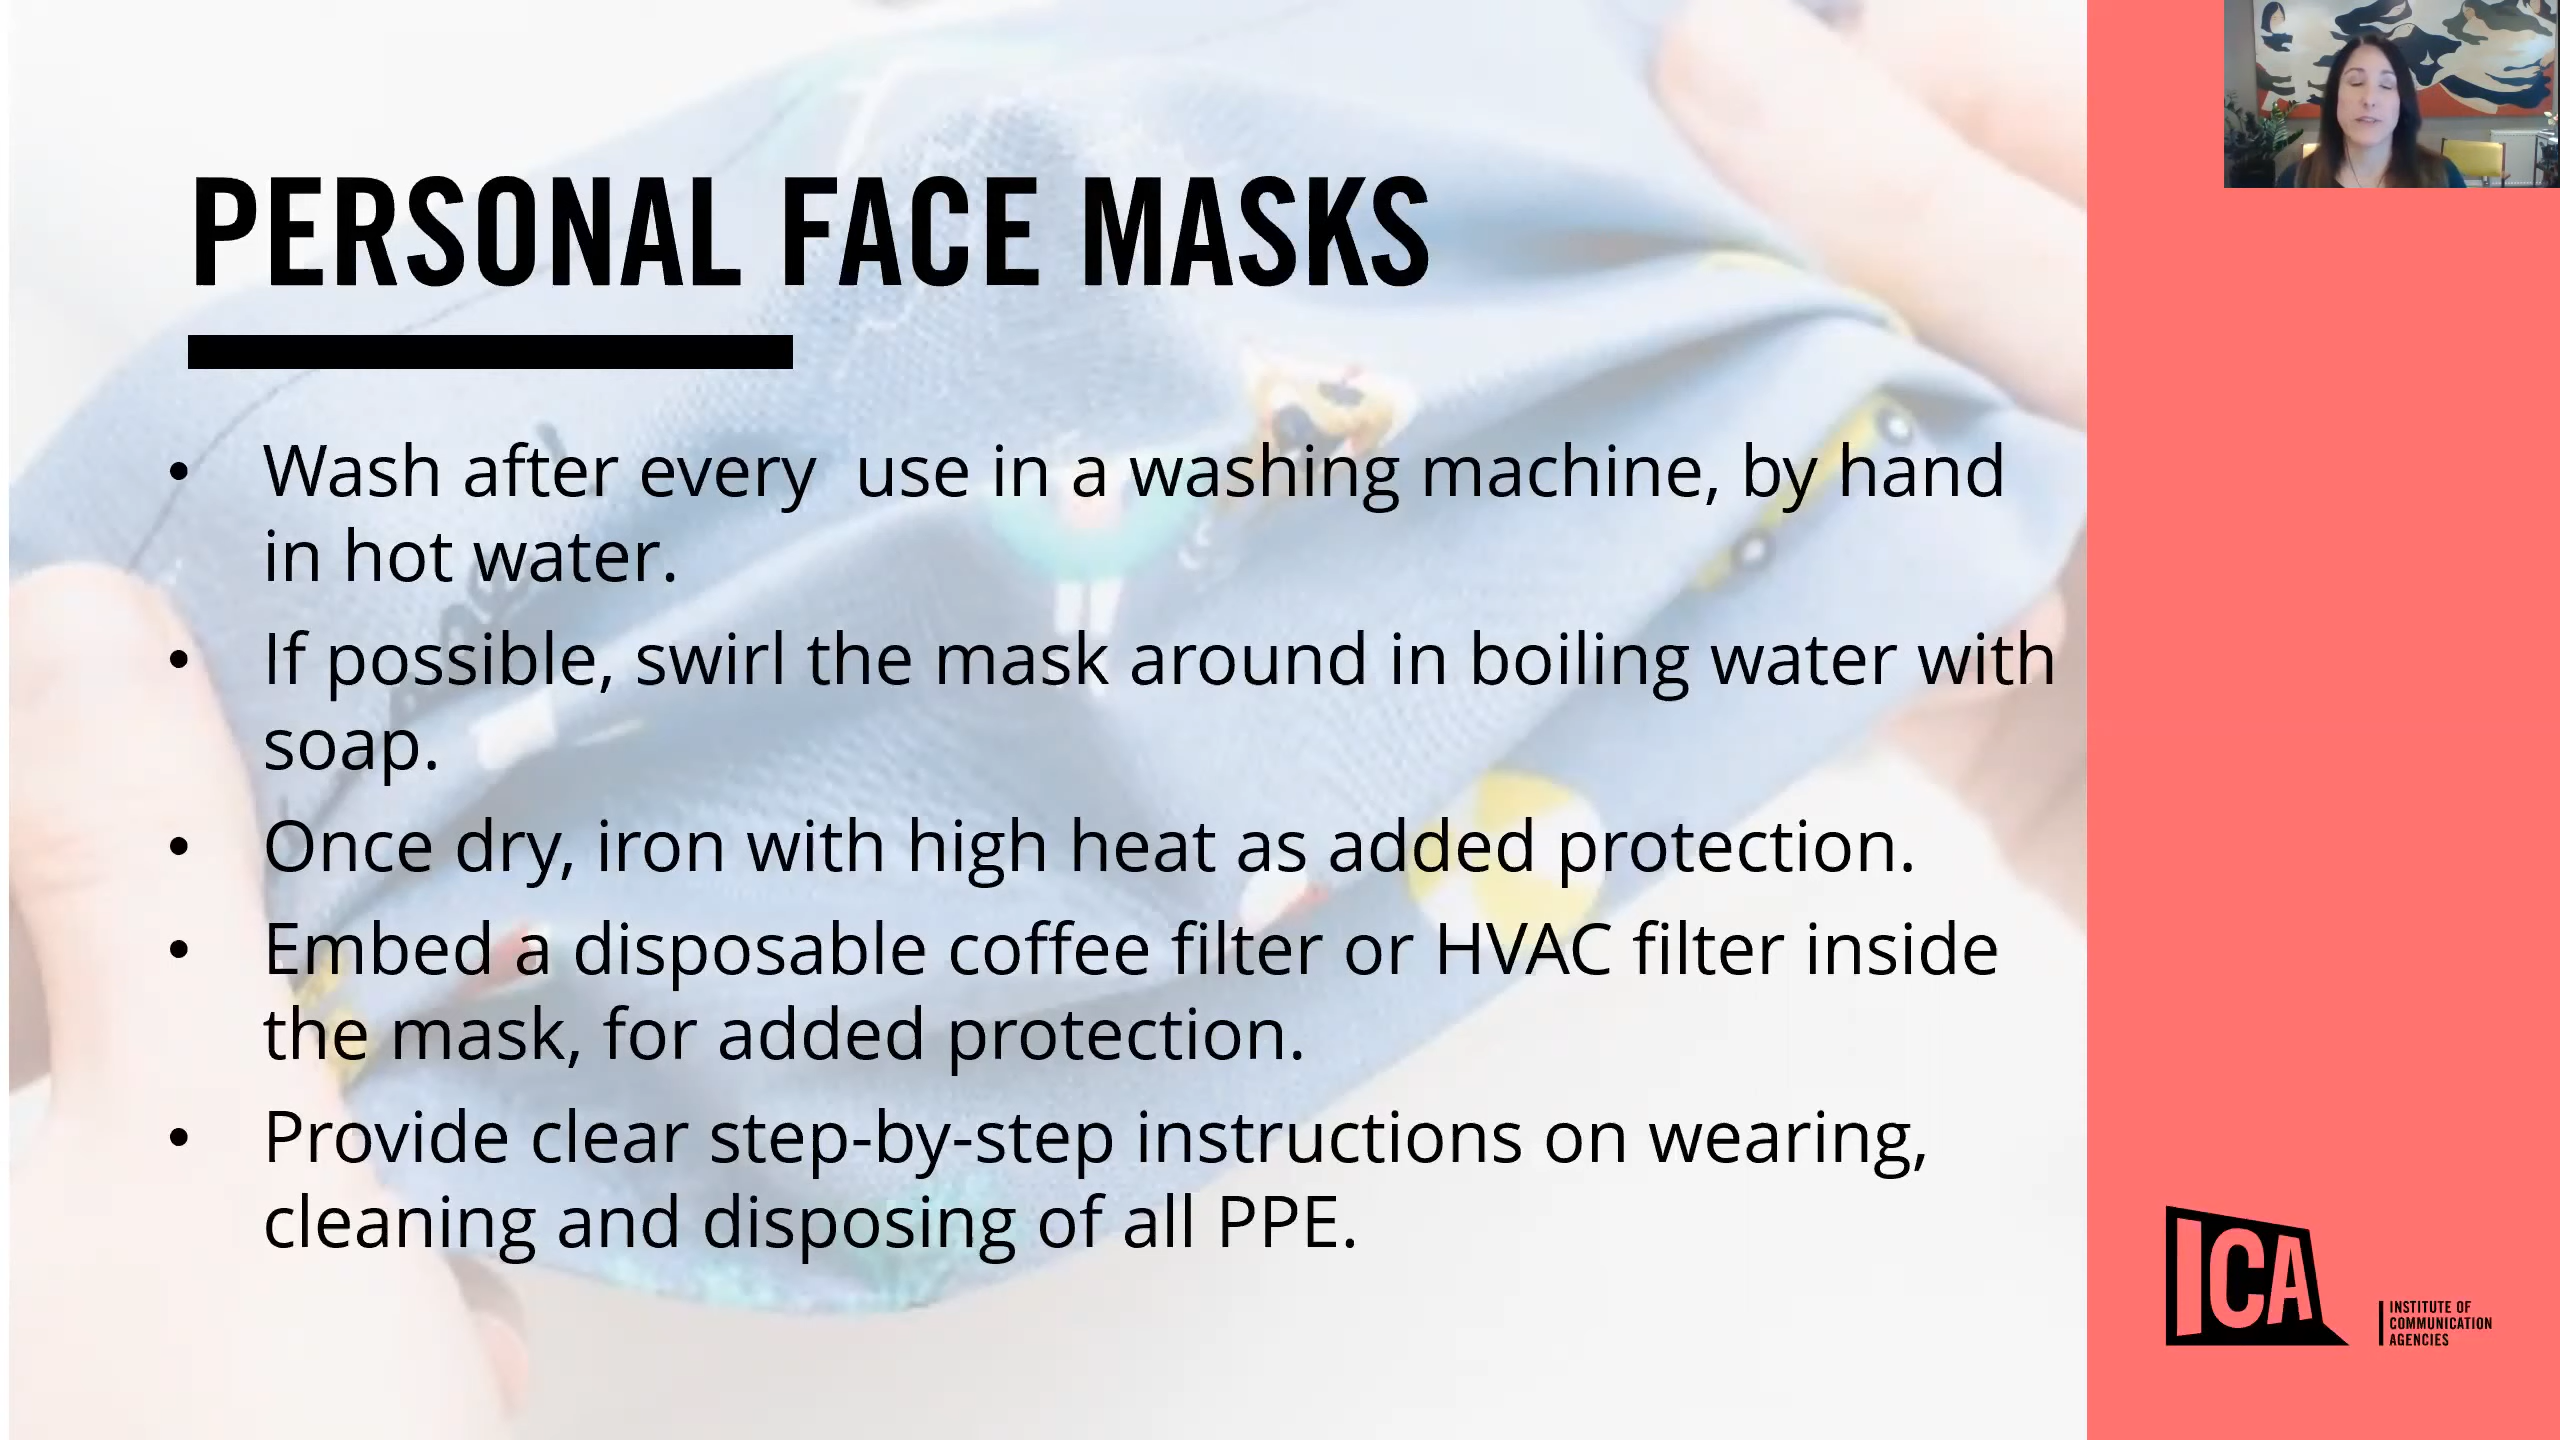 PERSONAL FACE MASKS
• Wash after every  use in a washing machine, by hand
in hot water.
• If possible, swirl the mask around in boiling water with
soap.
• Once dry, iron with high heat as added protection.
• Embed a disposable coffee filter or HVAC filter inside
the mask, for added protection.
• Provide clear step-by-step instructions on wearing,
cleaning and disposing of all PPE.
ICA
INSTITUTE OF
COMMUNICATION
AGENCIES